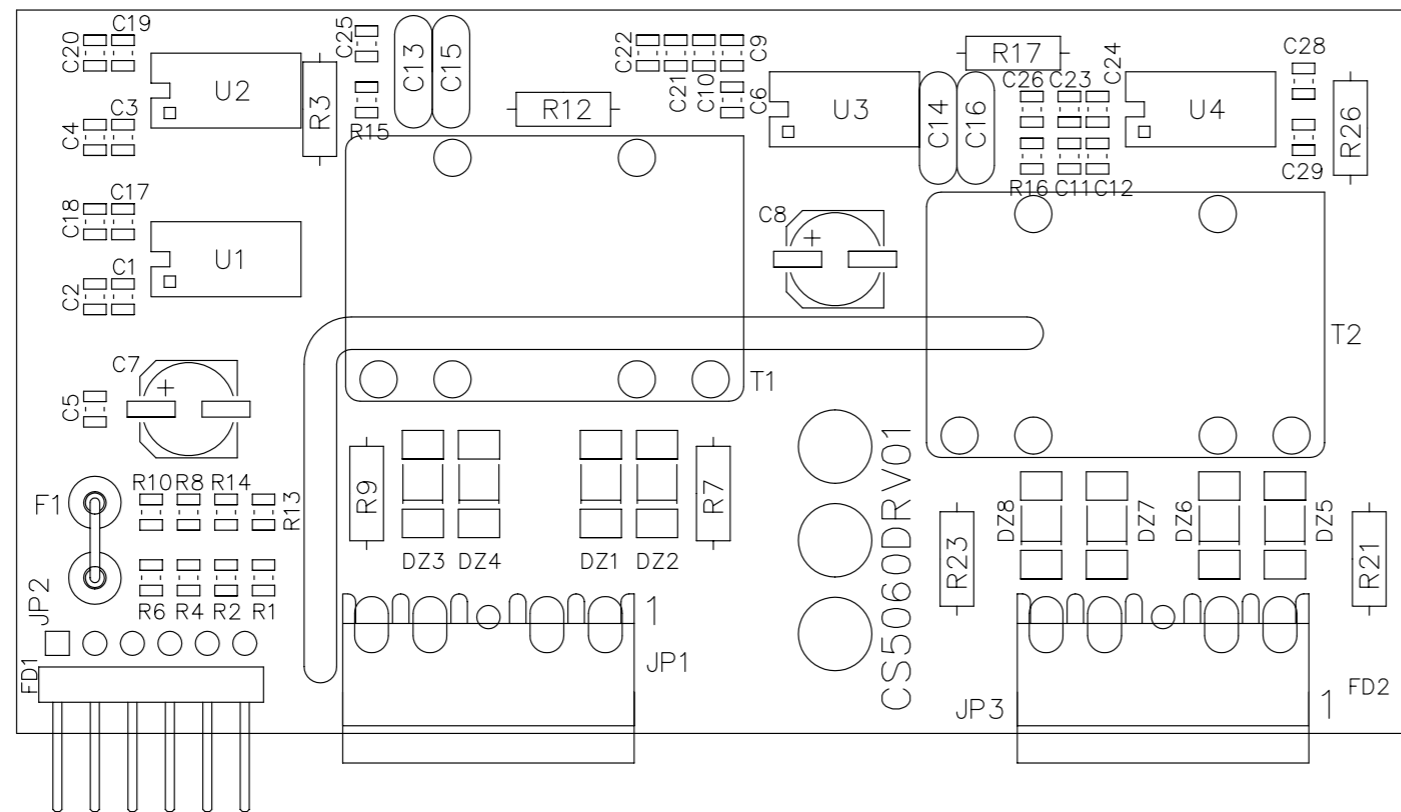 C20
C19
C25
C13
C15
C22
C21
C10
C9
C6
R17
C26
C23
C24
C28
U2
R3
R12
U3
C14
C16
U4
R26
C4
C3
R15
R16
C11
C12
C29
C18
C17
U1
C8
+
C2
C1
T2
C7
+
T1
C5
R10
R8
R14
R13
F1
R9
DZ3
DZ4
DZ1
DZ2
R7
CS5060DRV01
R23
DZ8
DZ7
DZ6
DZ5
R21
JP2
R6
R4
R2
R1
FD1
1
JP1
JP3
1
FD2